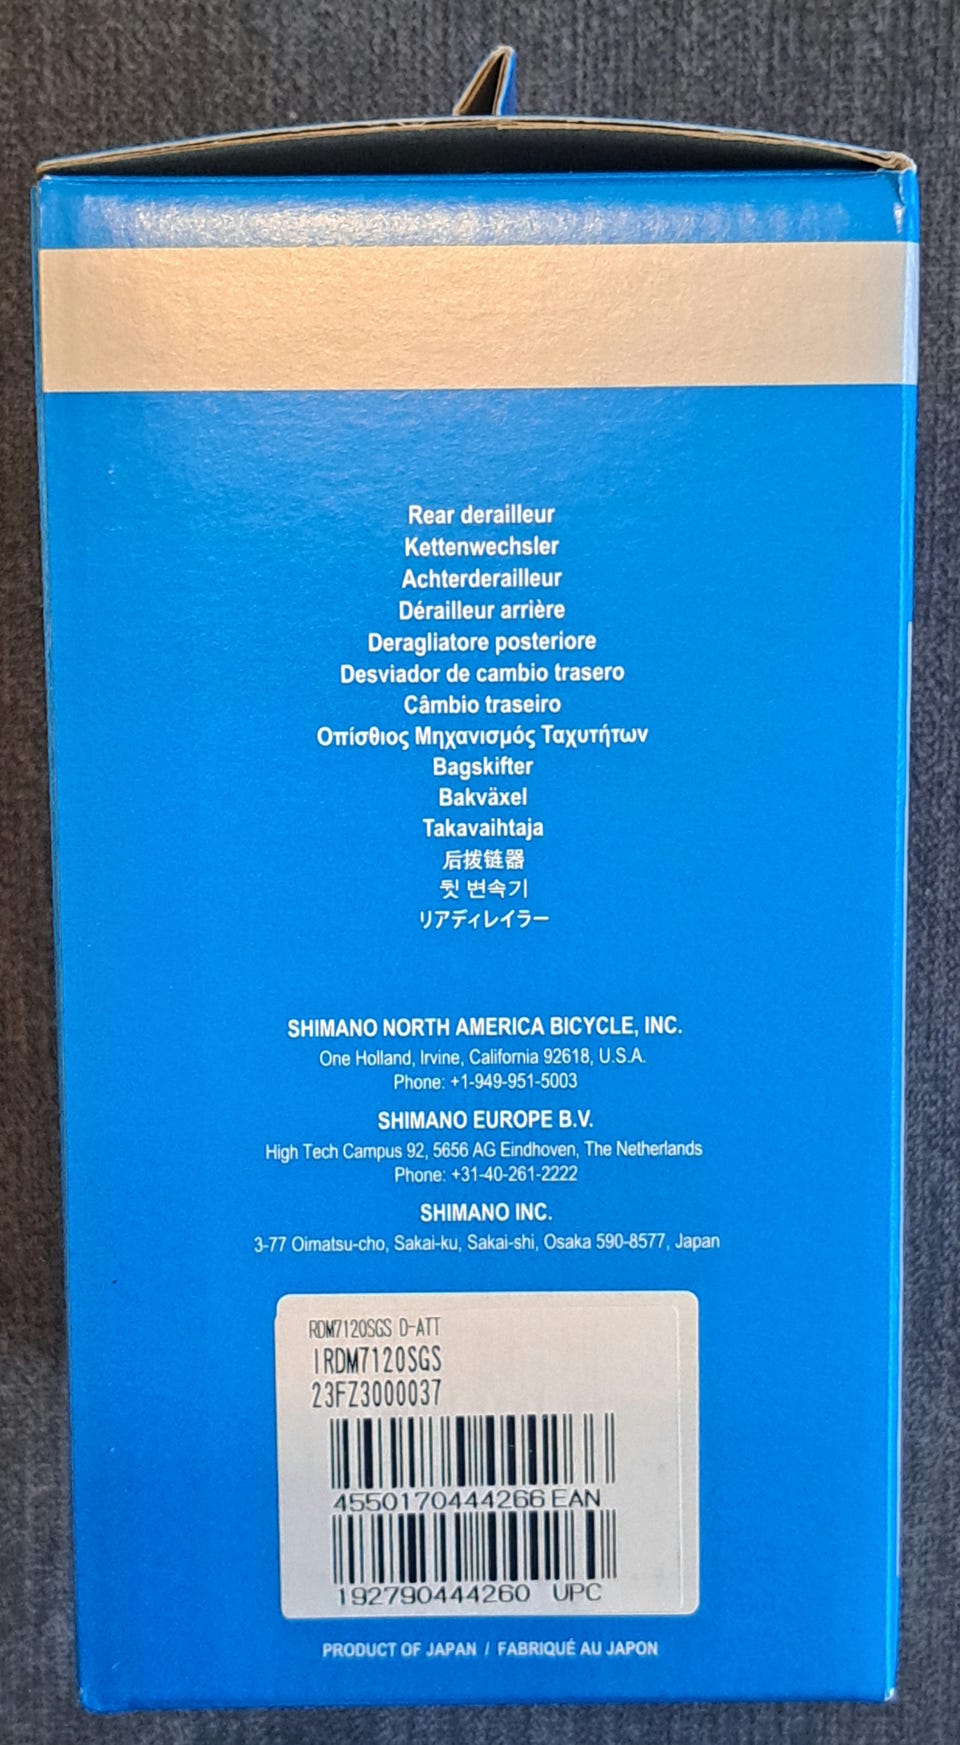 Rear derailleur
Kettenwechsler
Achterderailleur
Dérailleur arrière
Deragliatore posteriore
Desviador de cambio trasero
Câmbio traseiro
Οπίσθιος Μηχανισμός Ταχυτήτων
Bagskifter
Bakväxel
Takavaihtaja
后拨链器
뒷 변속기
リアディレイラー
SHIMANO NORTH AMERICA BICYCLE, INC.
One Holland, Irvine, California 92618, U.S.A.
Phone: +1-949-951-5003
SHIMANO EUROPE B.V.
High Tech Campus 92, 5656 AG Eindhoven, The Netherlands
Phone: +31-40-261-2222
SHIMANO INC.
3-77 Oimatsu-cho, Sakai-ku, Sakai-shi, Osaka 590-8577, Japan
RDM7120SGS D-ATT
IRDM7120SGS
23FZ3000037
4550170444266 EAN
192790444260 UPC
PRODUCT OF JAPAN / FABRIQUÉ AU JAPON